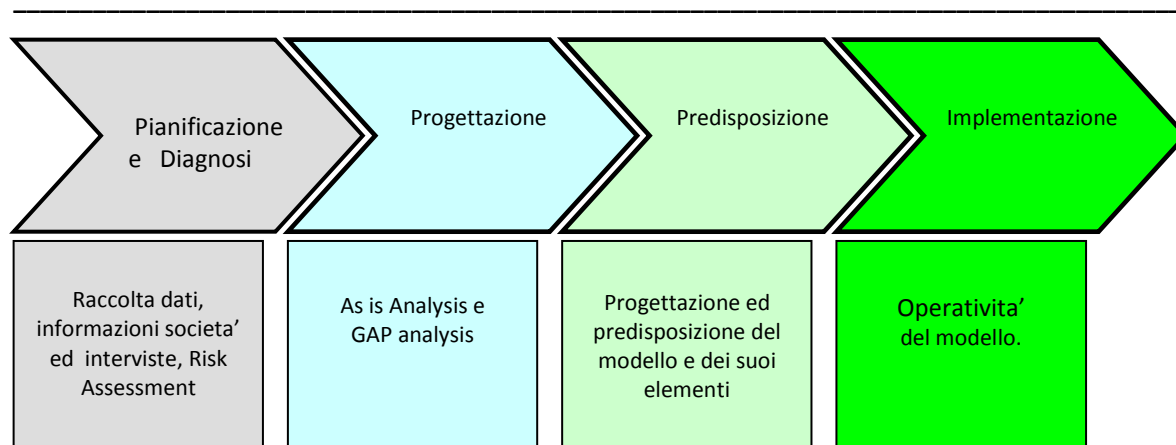 Pianificazione
e Diagnosi
Progettazione
Predisposizione
Implementazione
Raccolta dati,
informazioni societa’
ed interviste, Risk
Assessment
As is Analysis e
GAP analysis
Progettazione ed
predisposizione del
modello e dei suoi
elementi
Operativita’
del modello.